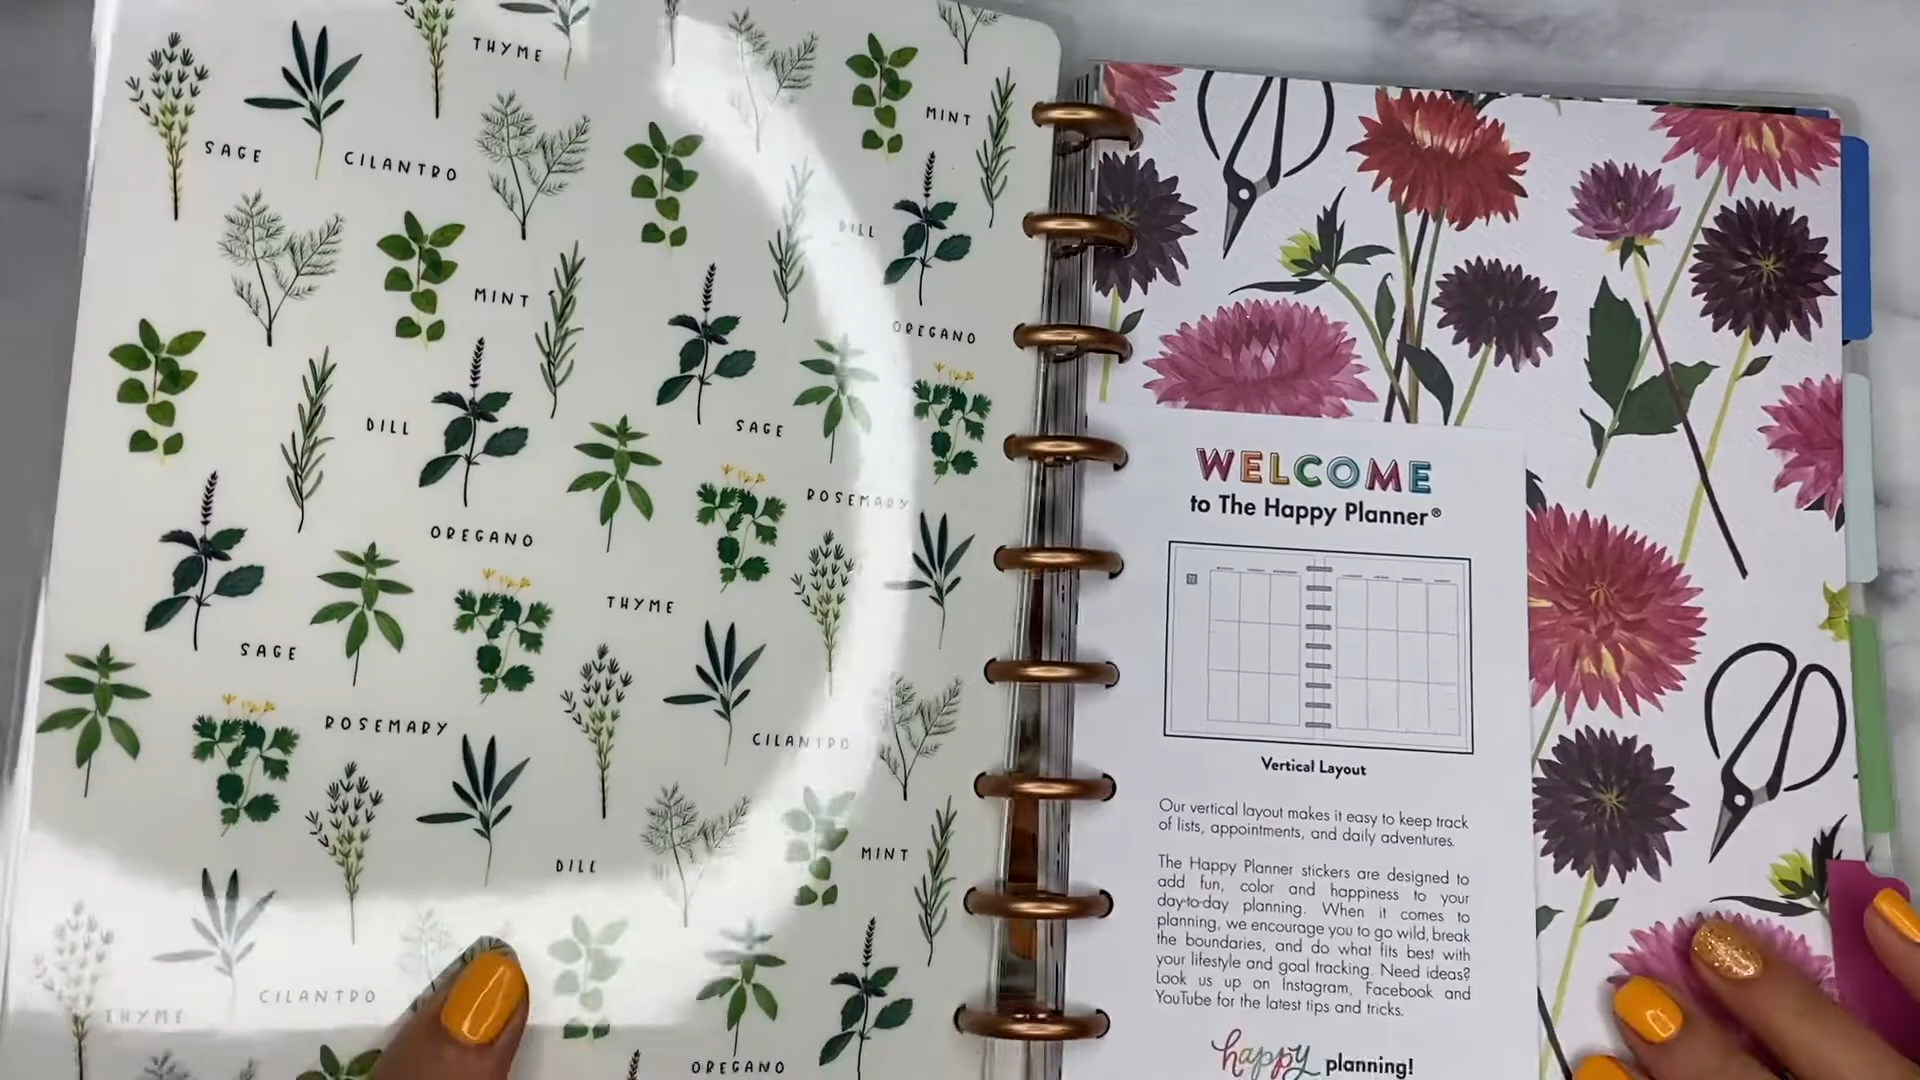 THYME
SAGE
CILANTRO
MINT
MINT
DILL
OREGANO
DILL
SAGE
ROSEMARY
OREGANO
THYME
SAGE
ROSEMARY
CILANTRO
DILL
MINT
CILANTRO
THYME
OREGANO
WELCOME
to The Happy Planner®
Vertical Layout
Our vertical layout makes it easy to keep track
of lists, appointments, and daily adventures.
The Happy Planner stickers are designed to
add fun, color and happiness to your
day-to-day planning. When it comes to
planning, we encourage you to go wild, break
the boundaries, and do what fits best with
your lifestyle and goal tracking. Need ideas?
Look us up on Instagram, Facebook and
YouTube for the latest tips and tricks.
happy planning!